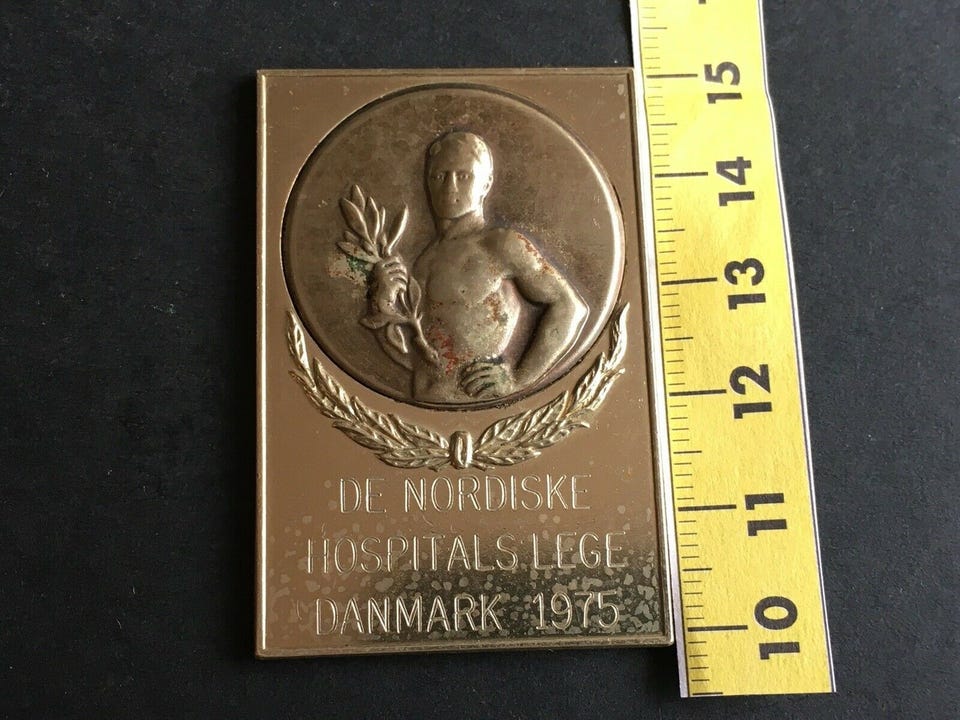 DE NORDISKE
HOSPITALS LEGE
DANMARK 1975
15
14
13
12
11
10